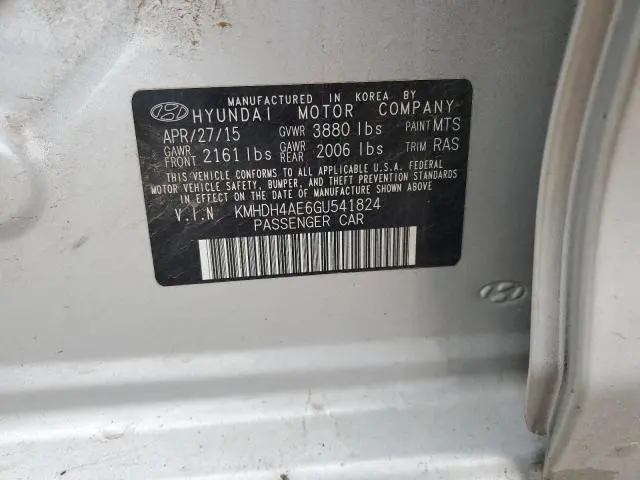 MANUFACTURED IN KOREA BY
HYUNDAI MOTOR COMPANY
APR/27/15 GVWR 3880 lbs PAINT MTS
GAWR FRONT 2161 lbs GAWR REAR 2006 lbs TRIM RAS
THIS VEHICLE CONFORMS TO ALL APPLICABLE U.S.A. FEDERAL
MOTOR VEHICLE SAFETY, BUMPER, AND THEFT PREVENTION STANDARDS
IN EFFECT ON THE DATE OF MANUFACTURE SHOWN ABOVE.
V.I.N KMHDH4AE6GU541824
PASSENGER CAR